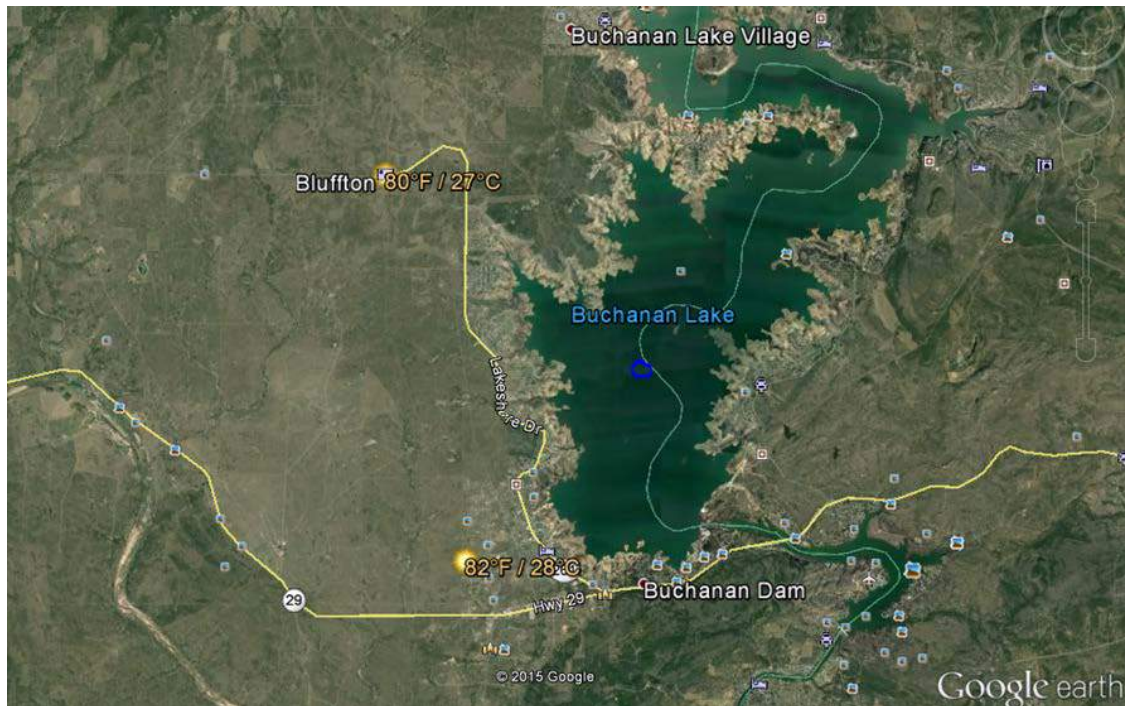 Buchanan Lake Village
Bluffton
80°F / 27°C
Buchanan Lake
Lakeshore Dr
82°F / 28°C
29
Hwy 29
Buchanan Dam
© 2015 Google
Google earth